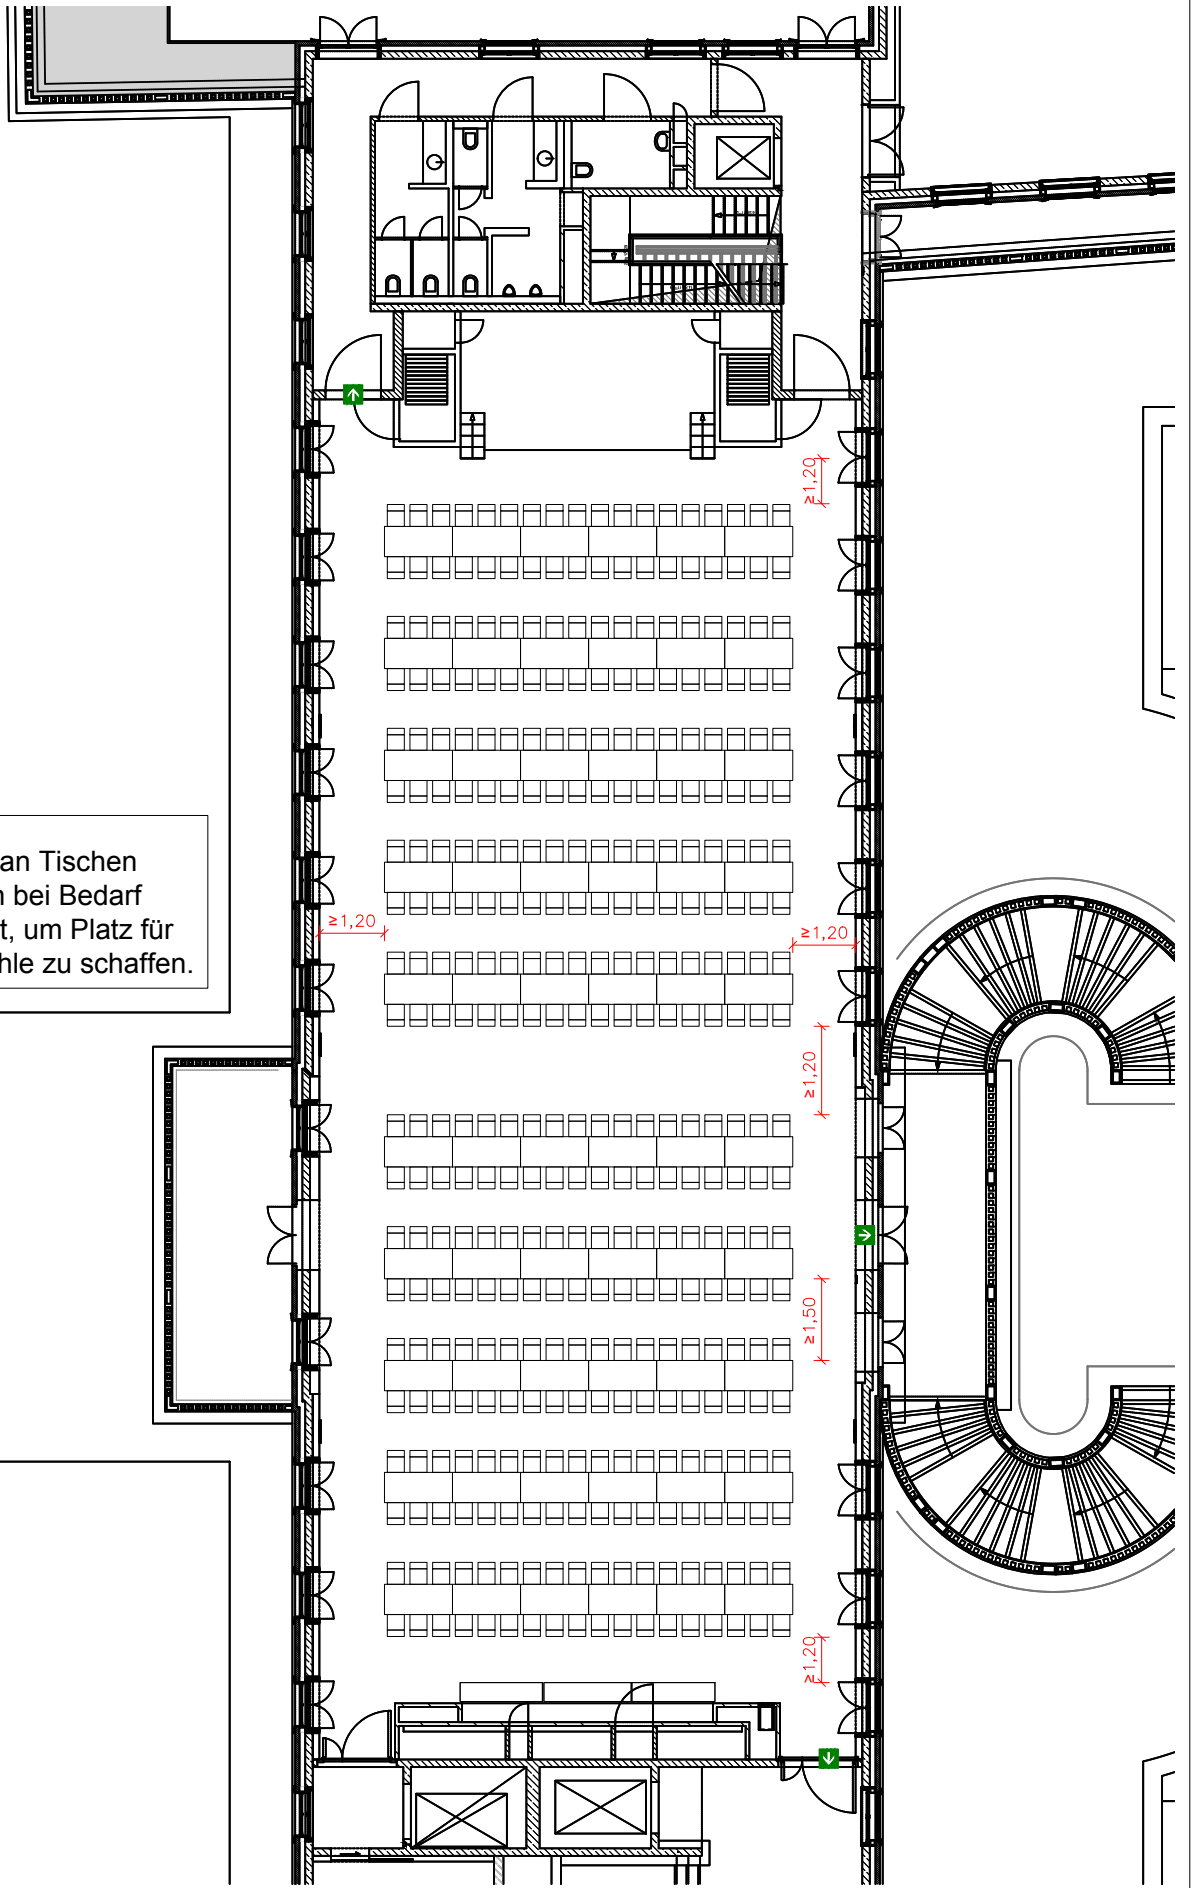 ≥1,20
an Tischen
bei Bedarf
um Platz für
zu schaffen.
≥1,20
≥1,20
≥1,20
≥1,50
≥1,20